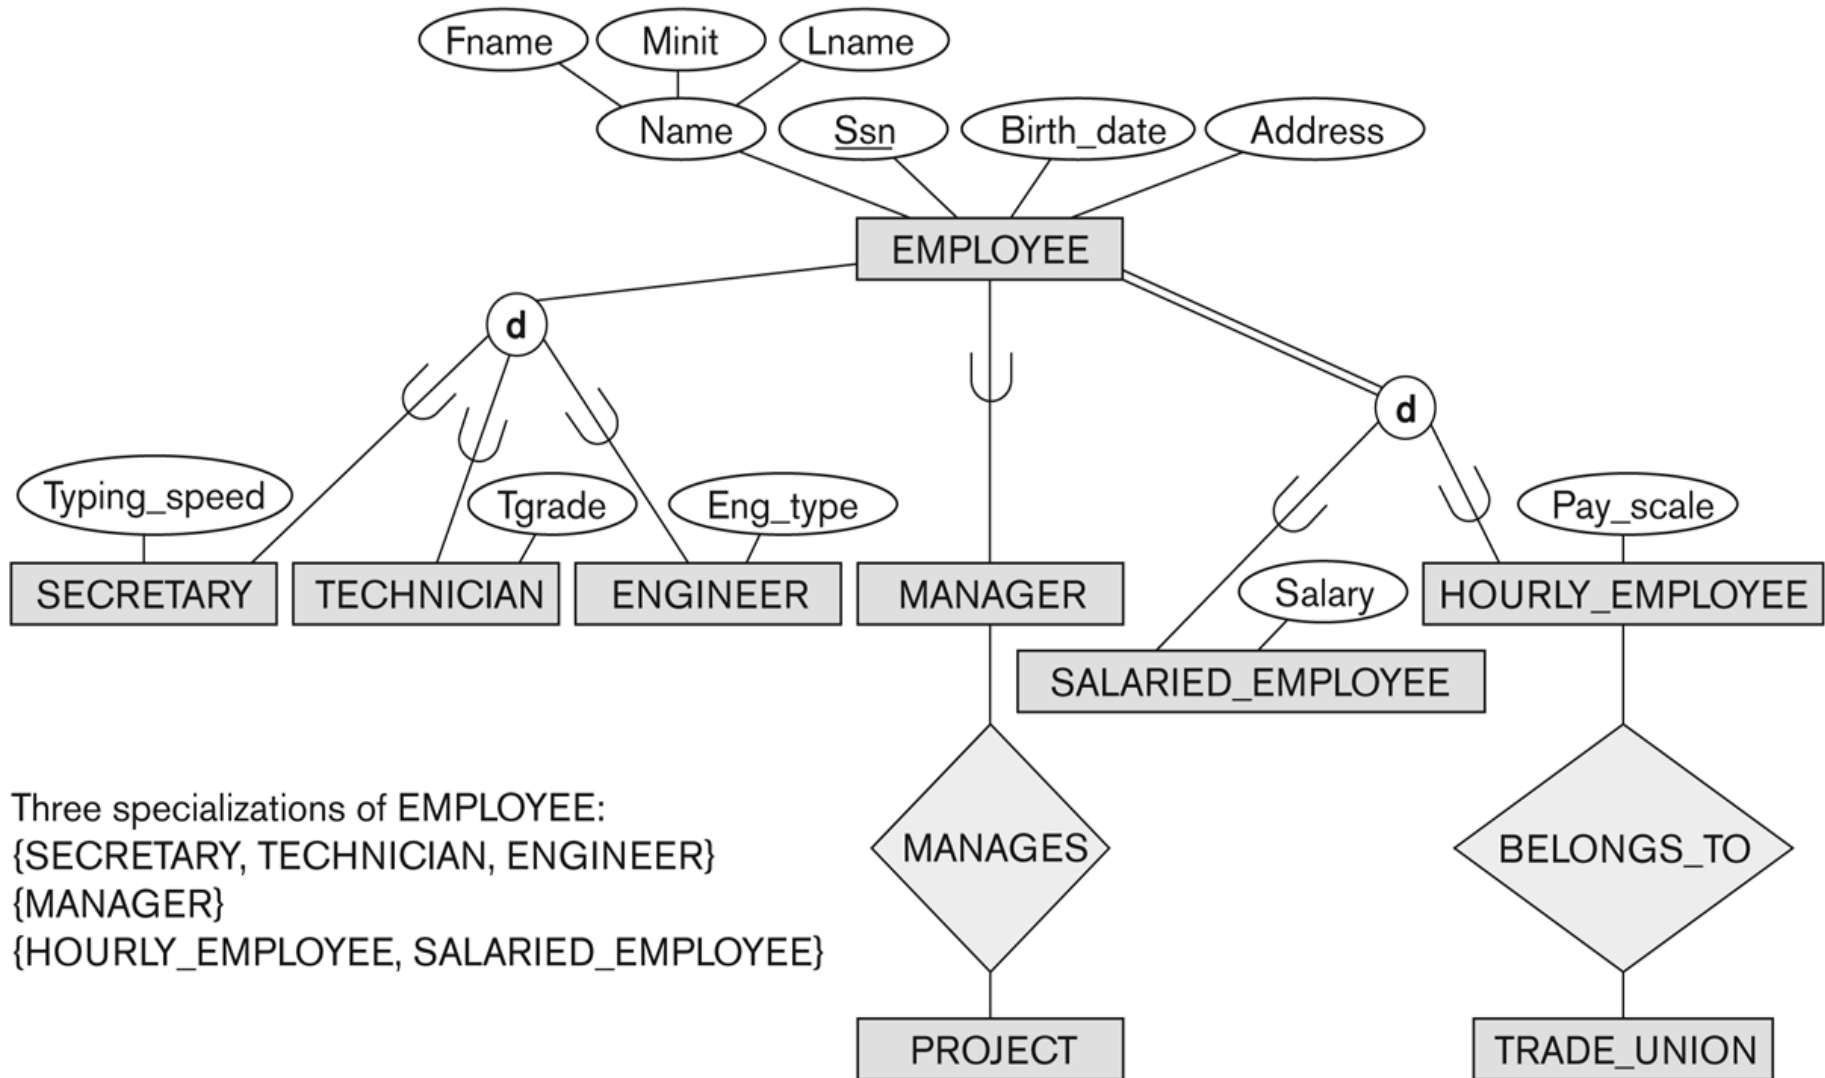 Fname
Minit
Lname
Name
Ssn
Birth_date
Address
EMPLOYEE
d
d
Typing_speed
Tgrade
Eng_type
Pay_scale
SECRETARY
TECHNICIAN
ENGINEER
MANAGER
Salary
HOURLY_EMPLOYEE
SALARIED_EMPLOYEE
Three specializations of EMPLOYEE:
{SECRETARY, TECHNICIAN, ENGINEER}
{MANAGER}
{HOURLY_EMPLOYEE, SALARIED_EMPLOYEE}
MANAGES
BELONGS_TO
PROJECT
TRADE_UNION